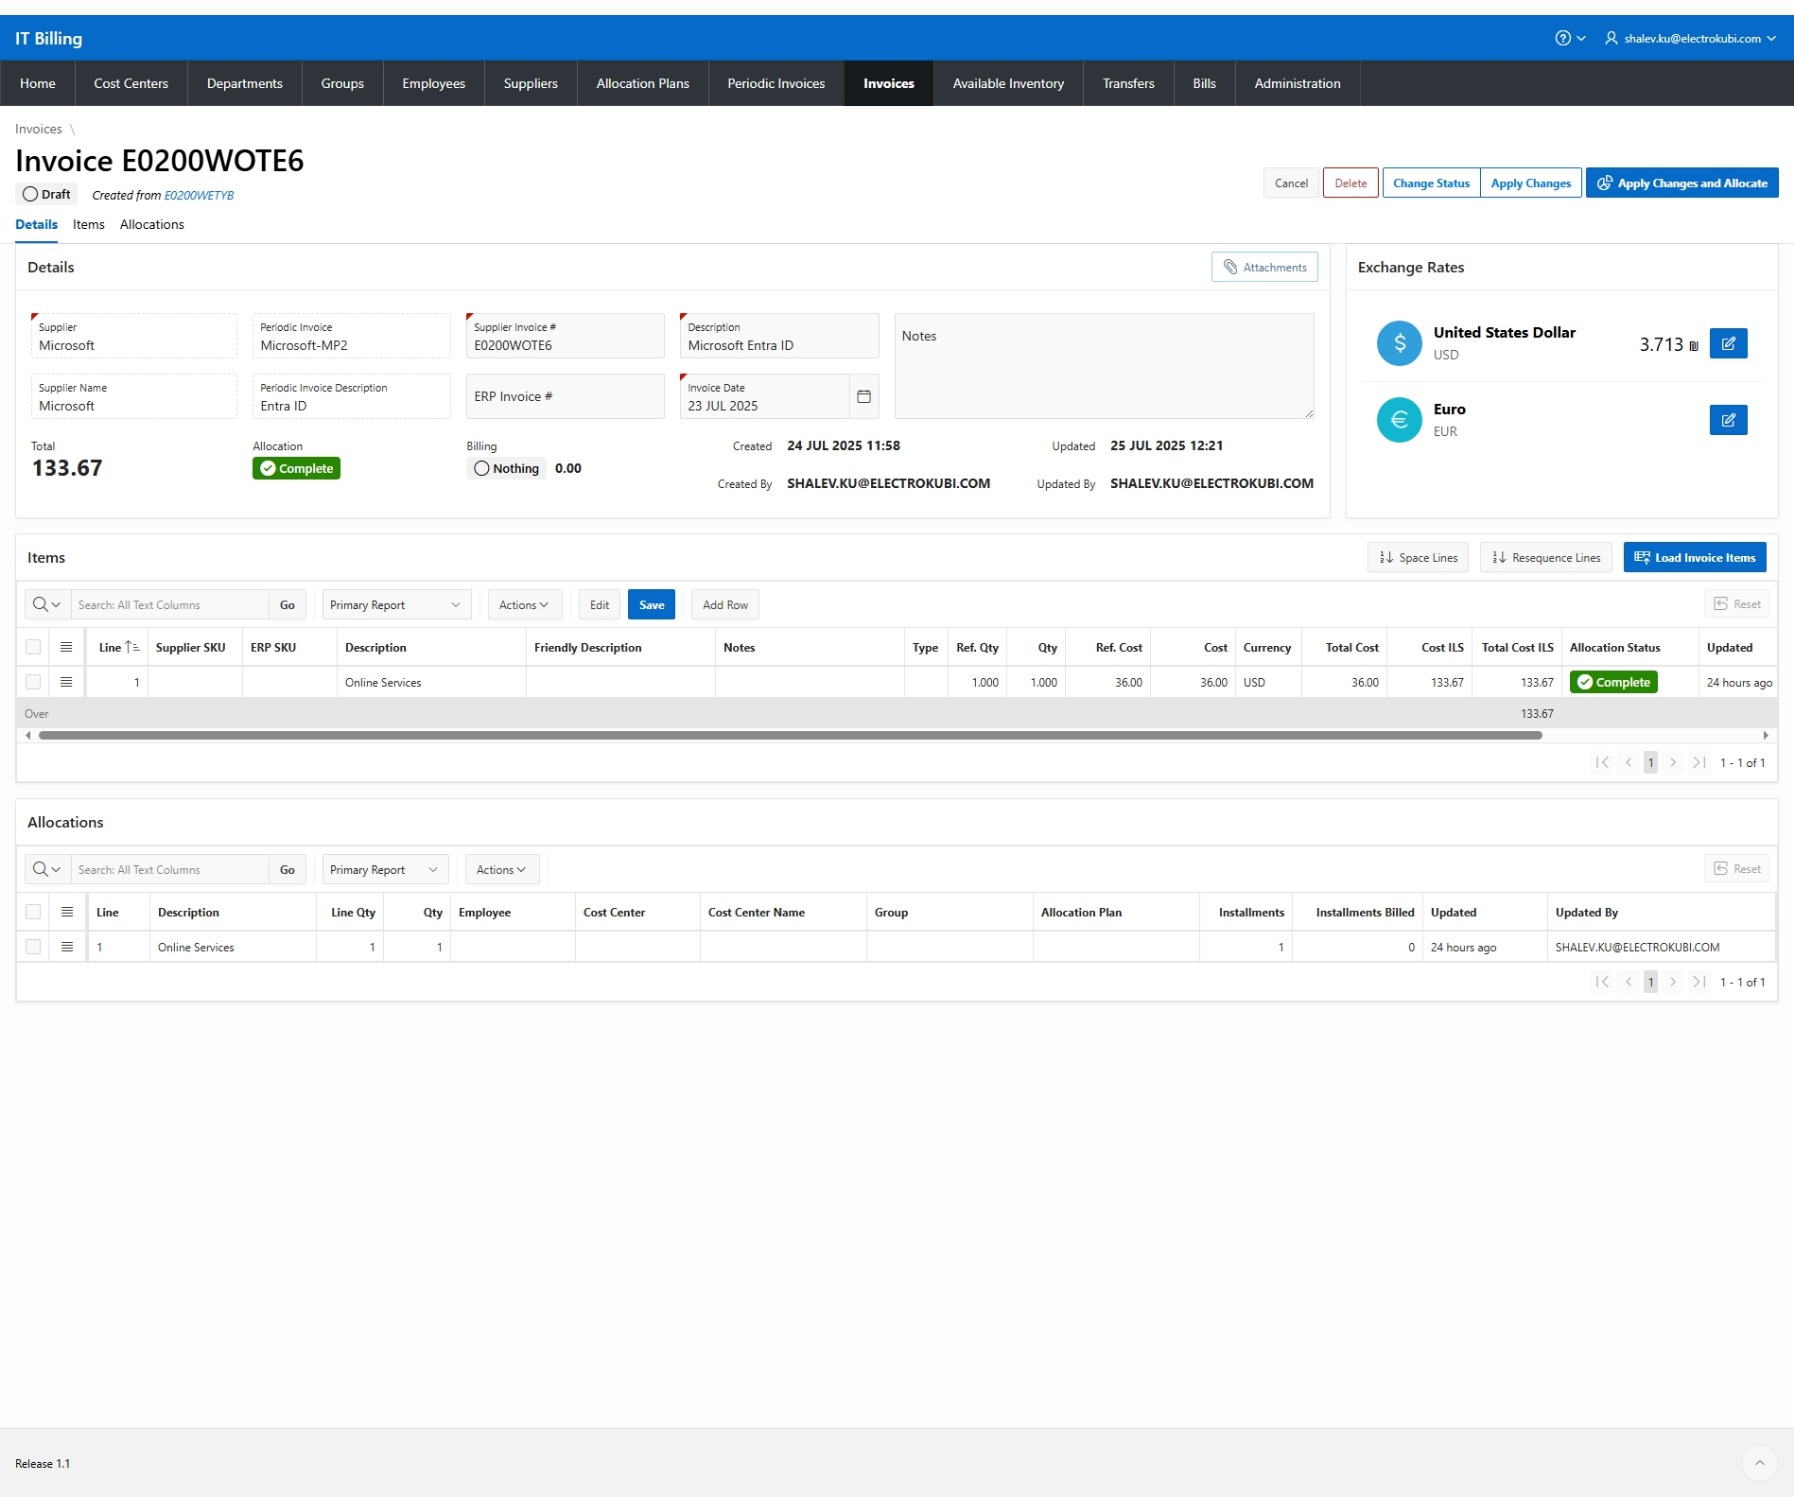 IT Billing
shalev.ku@electrokubi.com
Home Cost Centers Departments Groups Employees Suppliers Allocation Plans Periodic Invoices Invoices Available Inventory Transfers Bills Administration
Invoices \
Invoice E0200WOTE6
Draft Created from E0200WETYB
Cancel Delete Change Status Apply Changes Apply Changes and Allocate
Details Items Allocations
Details Attachments
Supplier
Microsoft
Periodic Invoice
Microsoft-MP2
Supplier Invoice #
E0200WOTE6
Description
Microsoft Entra ID
Notes
Supplier Name
Microsoft
Periodic Invoice Description
Entra ID
ERP Invoice #
Invoice Date
23 JUL 2025
Total
133.67
Allocation
Complete
Billing
Nothing 0.00
Created 24 JUL 2025 11:58
Updated 25 JUL 2025 12:21
Created By SHALEV.KU@ELECTROKUBI.COM
Updated By SHALEV.KU@ELECTROKUBI.COM
Exchange Rates
$ United States Dollar
USD
3.713 ₪
€ Euro
EUR
Items Space Lines Resequence Lines Load Invoice Items
Search: All Text Columns Go Primary Report Actions Edit Save Add Row Reset
Line Supplier SKU ERP SKU Description Friendly Description Notes Type Ref. Qty Qty Ref. Cost Cost Currency Total Cost Cost ILS Total Cost ILS Allocation Status Updated
1 Online Services 1.000 1.000 36.00 36.00 USD 36.00 133.67 133.67 Complete 24 hours ago
Over 133.67
1 1 - 1 of 1
Allocations
Search: All Text Columns Go Primary Report Actions Reset
Line Description Line Qty Qty Employee Cost Center Cost Center Name Group Allocation Plan Installments Installments Billed Updated Updated By
1 Online Services 1 1 1 0 24 hours ago SHALEV.KU@ELECTROKUBI.COM
1 1 - 1 of 1
Release 1.1